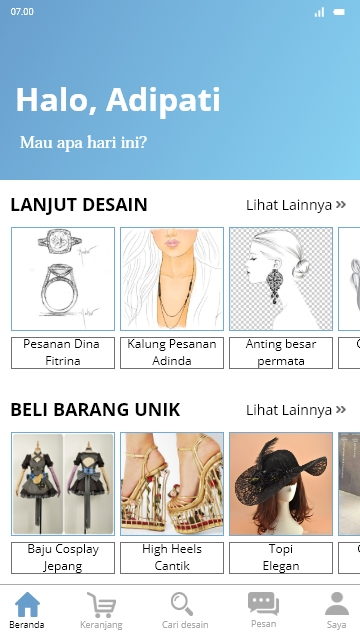 07.00
Halo, Adipati
Mau apa hari ini?
LANJUT DESAIN
Lihat Lainnya »
Pesanan Dina
Fitrina
Kalung Pesanan
Adinda
Anting besar
permata
BELI BARANG UNIK
Lihat Lainnya »
Baju Cosplay
Jepang
High Heels
Cantik
Topi
Elegan
Beranda
Keranjang
Cari desain
Pesan
Saya